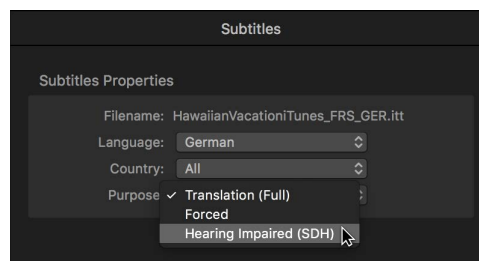 Subtitles
Subtitles Properties
Filename: HawaiianVacationiTunes_FRS_GER.itt
Language: German
Country: All
Purpose ✓ Translation (Full)
Forced
Hearing Impaired (SDH)